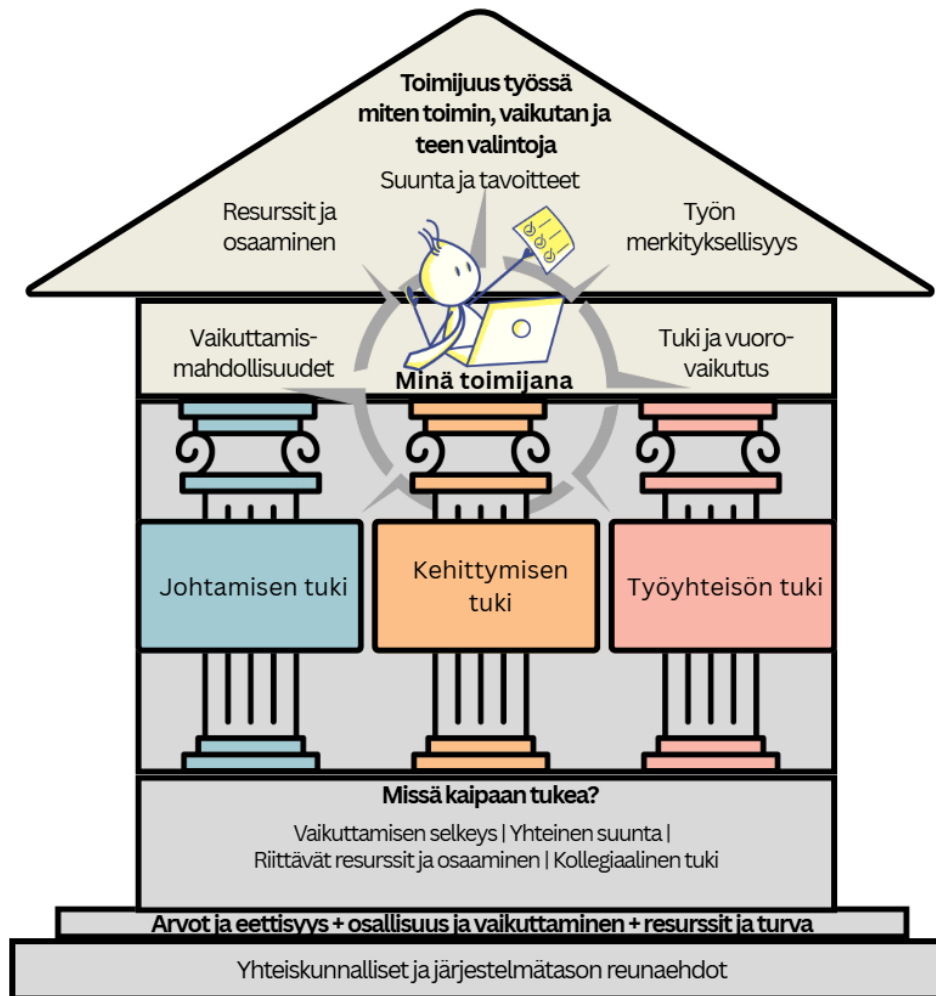 Toimijuus työssä
miten toimin, vaikutan ja
teen valintoja
Suunta ja tavoitteet
Resurssit ja
osaaminen
Työn
merkityksellisyys
Vaikuttamis-
mahdollisuudet
Tuki ja vuoro-
vaikutus
Minä toimijana
Johtamisen tuki
Kehittymisen
tuki
Työyhteisön tuki
Missä kaipaan tukea?
Vaikuttamisen selkeys | Yhteinen suunta |
Riittävät resurssit ja osaaminen | Kollegiaalinen tuki
Arvot ja eettisyys + osallisuus ja vaikuttaminen + resurssit ja turva
Yhteiskunnalliset ja järjestelmätason reunaehdot